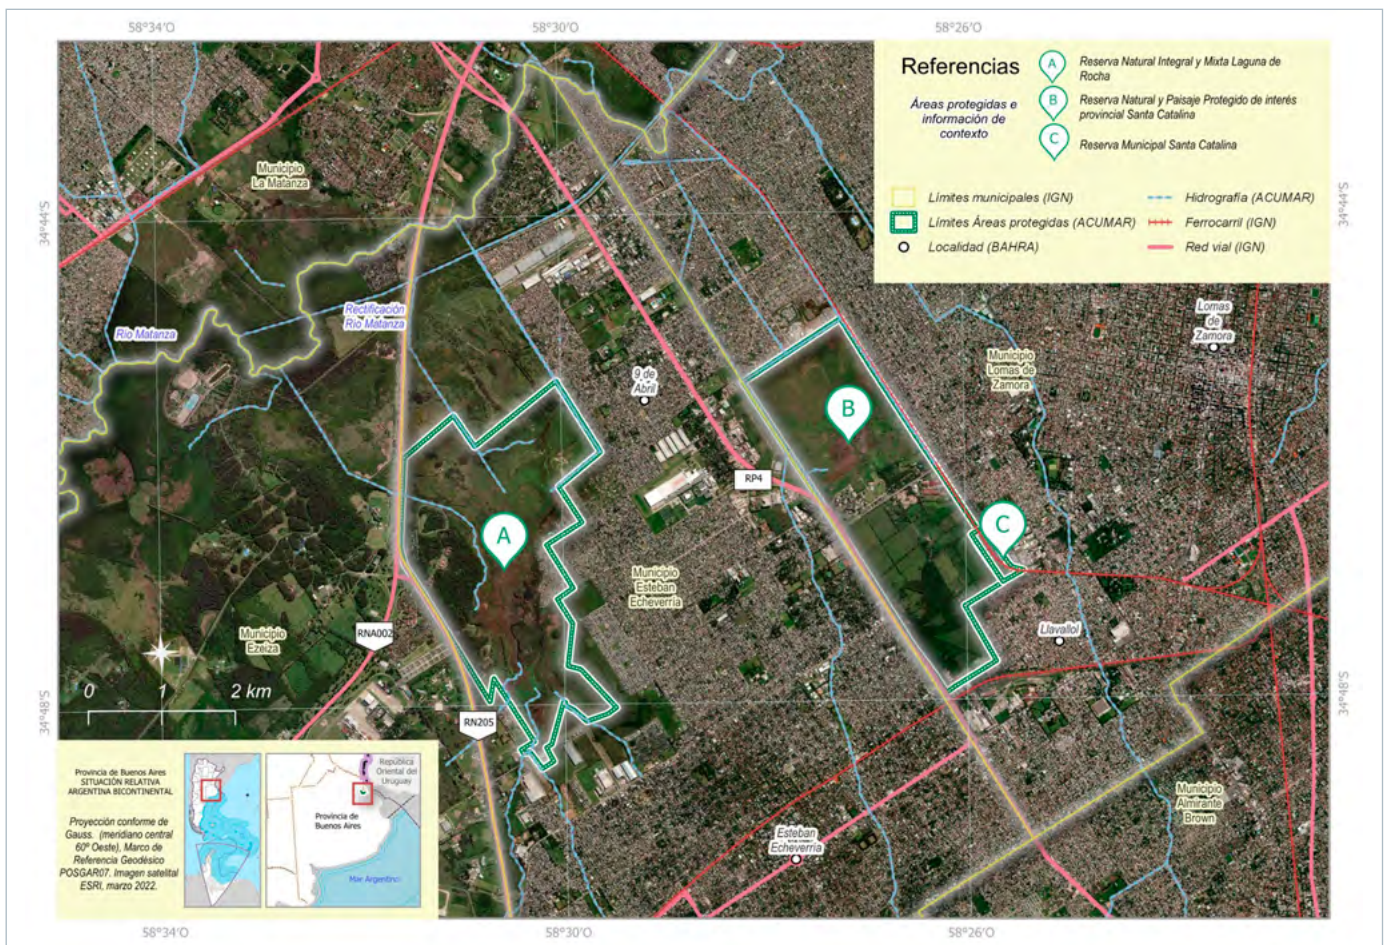 58°34'O
58°30'O
58°26'O
34°44'S
34°44'S
34°48'S
34°48'S
Referencias
Áreas protegidas e
información de
contexto
A
Reserva Natural Integral y Mixta Laguna de
Rocha
B
Reserva Natural y Paisaje Protegido de interés
provincial Santa Catalina
C
Reserva Municipal Santa Catalina
Límites municipales (IGN)
Límites Áreas protegidas (ACUMAR)
Localidad (BAHRA)
Hidrografía (ACUMAR)
Ferrocarril (IGN)
Red vial (IGN)
Municipio
La Matanza
Río Matanza
Rectificación
Río Matanza
9 de
Abril
Lomas
de
Zamora
Municipio
Lomas de
Zamora
B
RP4
A
C
Municipio
Esteban
Echeverría
Municipio
Ezeiza
RNA002
Llavallol
0 1 2 km
RN205
Municipio
Almirante
Brown
Esteban
Echeverría
Provincia de Buenos Aires
SITUACIÓN RELATIVA
ARGENTINA BICONTINENTAL
Proyección conforme de
Gauss. (meridiano central
60º Oeste), Marco de
Referencia Geodésico
POSGAR07. Imagen satelital
ESRI, marzo 2022.
República
Oriental del
Uruguay
Provincia de
Buenos Aires
Mar Argentino
58°34'O
58°30'O
58°26'O